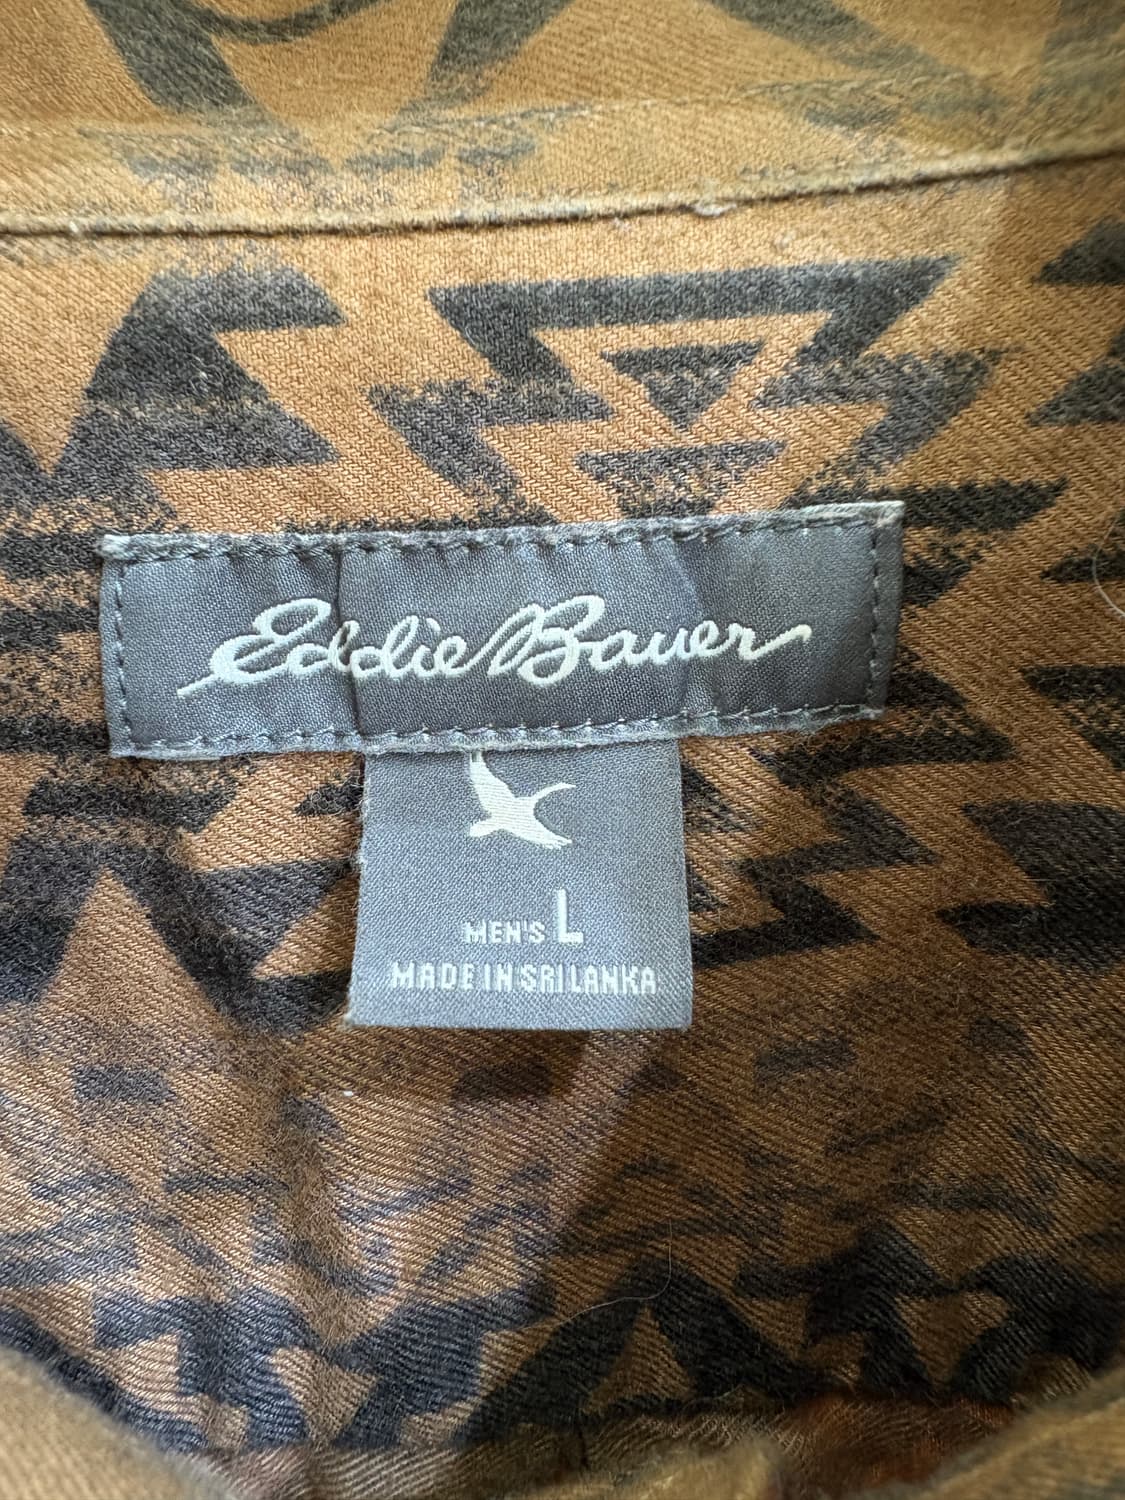 Eddie Bauer
MEN'S L
MADE IN SRI LANKA